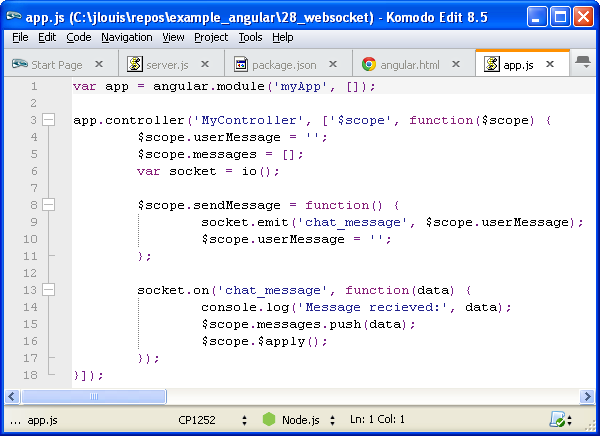 app.js (C:\jlouis\repos\example_angular\28_websocket) - Komodo Edit 8.5
File Edit Code Navigation View Project Tools Help
Start Page server.js package.json angular.html app.js
1 var app = angular.module('myApp', []);
2
3 app.controller('MyController', ['$scope', function($scope) {
4 $scope.userMessage = '';
5 $scope.messages = [];
6 var socket = io();
7
8 $scope.sendMessage = function() {
9 socket.emit('chat_message', $scope.userMessage);
10 $scope.userMessage = '';
11 };
12
13 socket.on('chat_message', function(data) {
14 console.log('Message recieved:', data);
15 $scope.messages.push(data);
16 $scope.$apply();
17 });
18 }]);
... app.js CP1252 Node.js Ln: 1 Col: 1